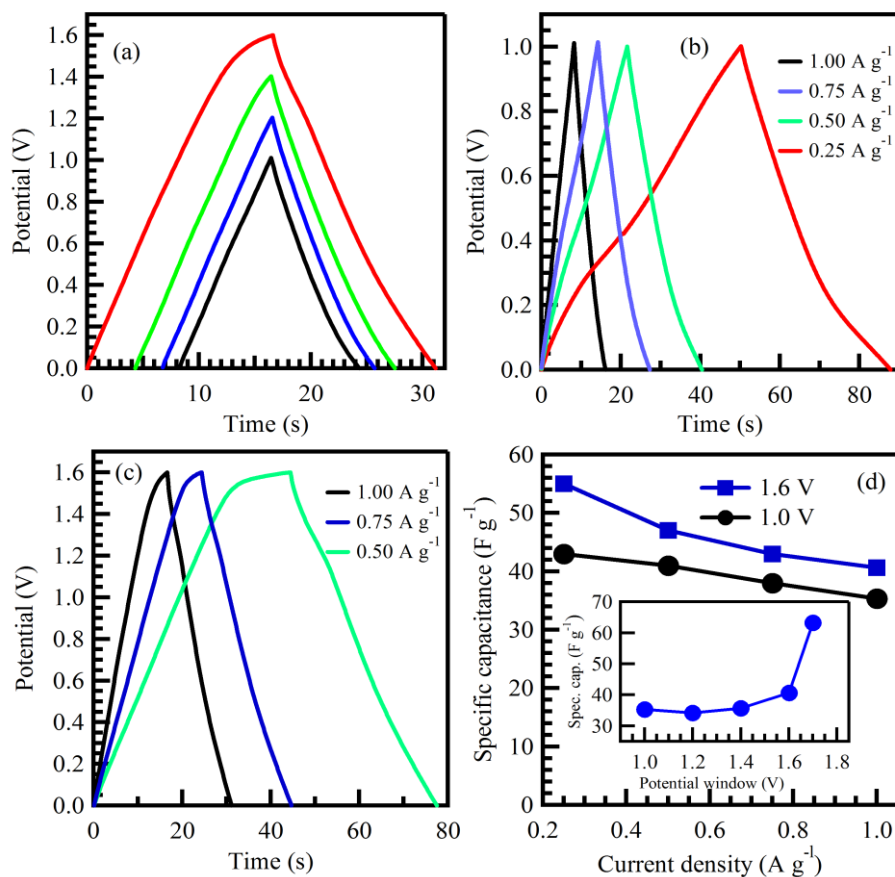 (a)
1.6
1.4
1.2
1.0
0.8
0.6
0.4
0.2
0.0
Potential (V)
0 10 20 30
Time (s)
(b)
1.0
0.8
0.6
0.4
0.2
0.0
Potential (V)
1.00 A g⁻¹
0.75 A g⁻¹
0.50 A g⁻¹
0.25 A g⁻¹
0 20 40 60 80
Time (s)
(c)
1.6
1.4
1.2
1.0
0.8
0.6
0.4
0.2
0.0
Potential (V)
1.00 A g⁻¹
0.75 A g⁻¹
0.50 A g⁻¹
0 20 40 60 80
Time (s)
(d)
60
50
40
30
20
10
0
Specific capacitance (F g⁻¹)
1.6 V
1.0 V
70
60
50
40
30
Spec. cap. (F g⁻¹)
1.0 1.2 1.4 1.6 1.8
Potential window (V)
0.2 0.4 0.6 0.8 1.0
Current density (A g⁻¹)